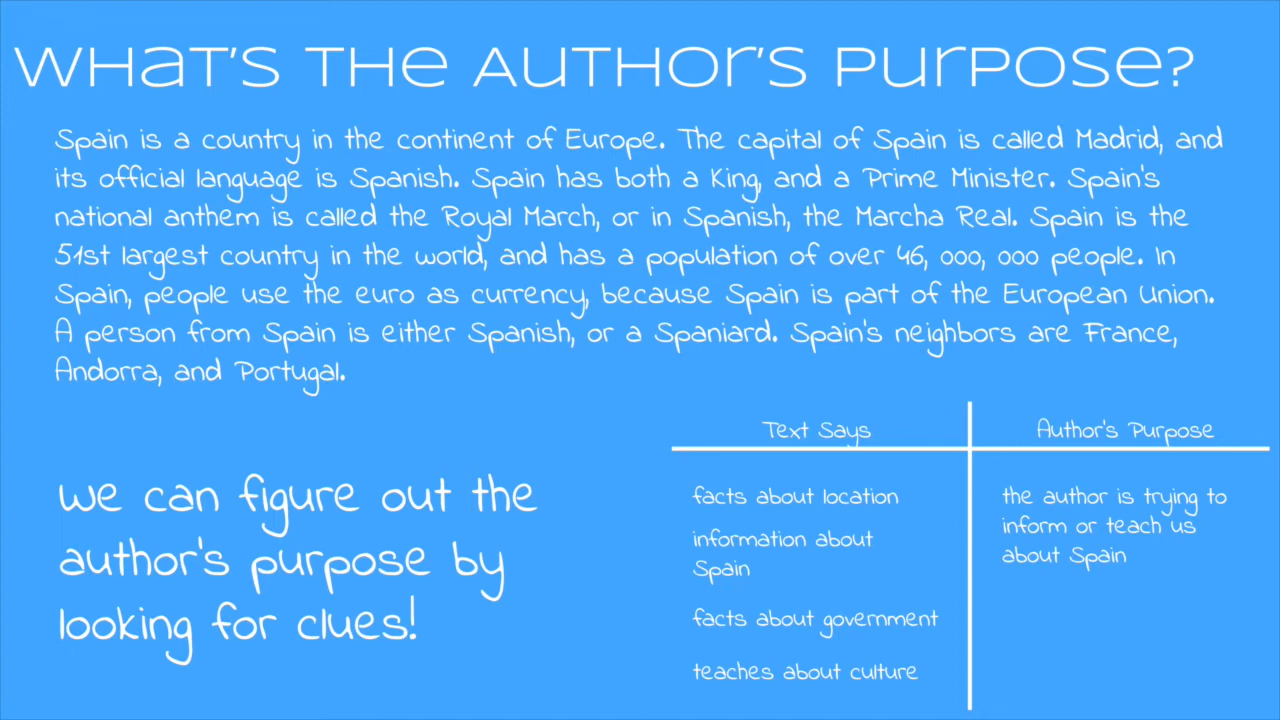 What's the Author's Purpose?
Spain is a country in the continent of Europe. The capital of Spain is called Madrid, and
its official language is Spanish. Spain has both a King, and a Prime Minister. Spain's
national anthem is called the Royal March, or in Spanish, the Marcha Real. Spain is the
51st largest country in the world, and has a population of over 46, 000, 000 people. In
Spain, people use the euro as currency, because Spain is part of the European Union.
A person from Spain is either Spanish, or a Spaniard. Spain's neighbors are France,
Andorra, and Portugal.
we can figure out the
author's purpose by
looking for clues!
Text Says
facts about location
information about
Spain
facts about government
teaches about culture
Author's Purpose
the author is trying to
inform or teach us
about Spain